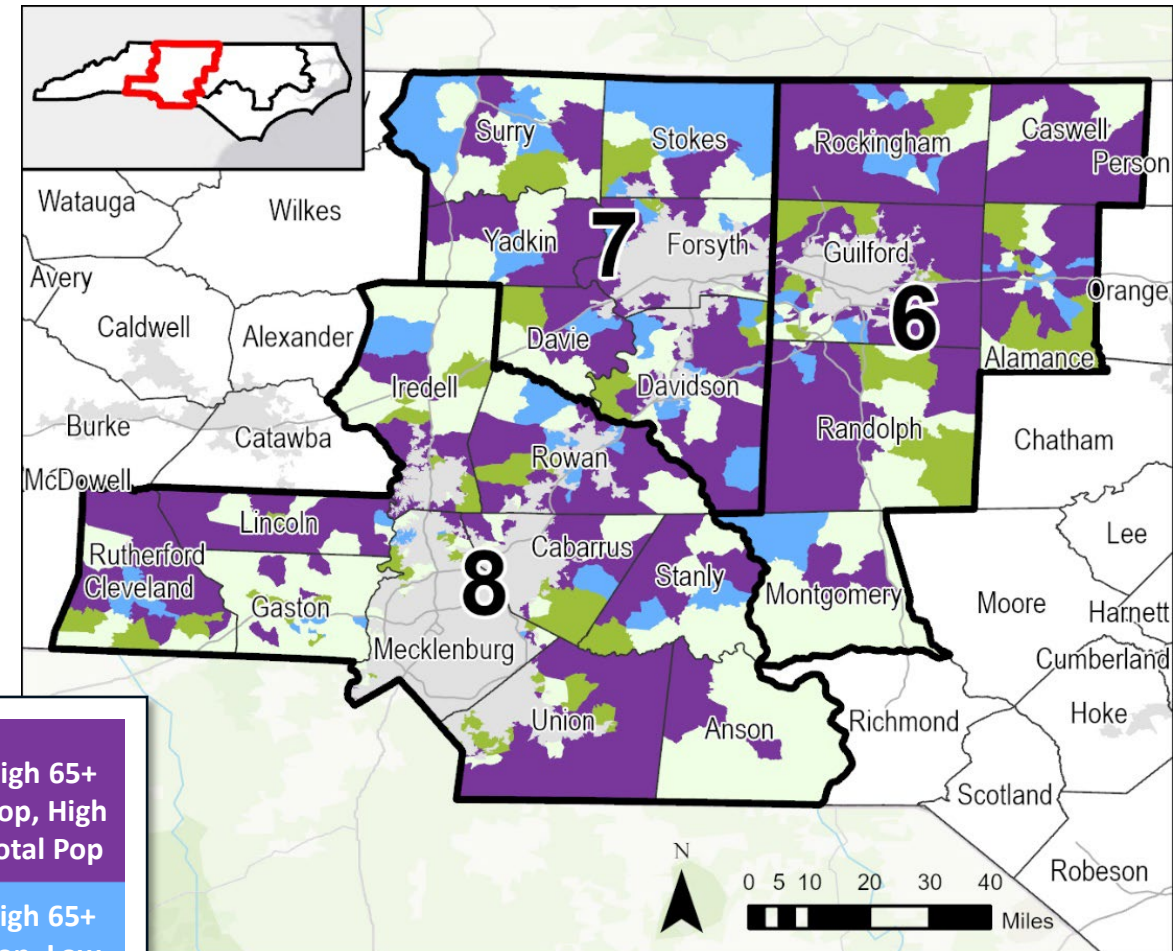 Surry
Stokes
Rockingham
Caswell
Person
Watauga
Wilkes
Yadkin
7
Forsyth
Guilford
Avery
6
Orange
Caldwell
Alexander
Davie
Alamance
Iredell
Davidson
Burke
Catawba
Randolph
Chatham
Rowan
McDowell
Lincoln
Lee
Rutherford
Cabarrus
Cleveland
8
Stanly
Gaston
Montgomery
Moore
Harnett
Mecklenburg
Cumberland
Union
Anson
Richmond
Hoke
Scotland
Robeson
igh 65+
op, High
otal Pop
igh 65+
N
0 5 10 20 30 40
Miles